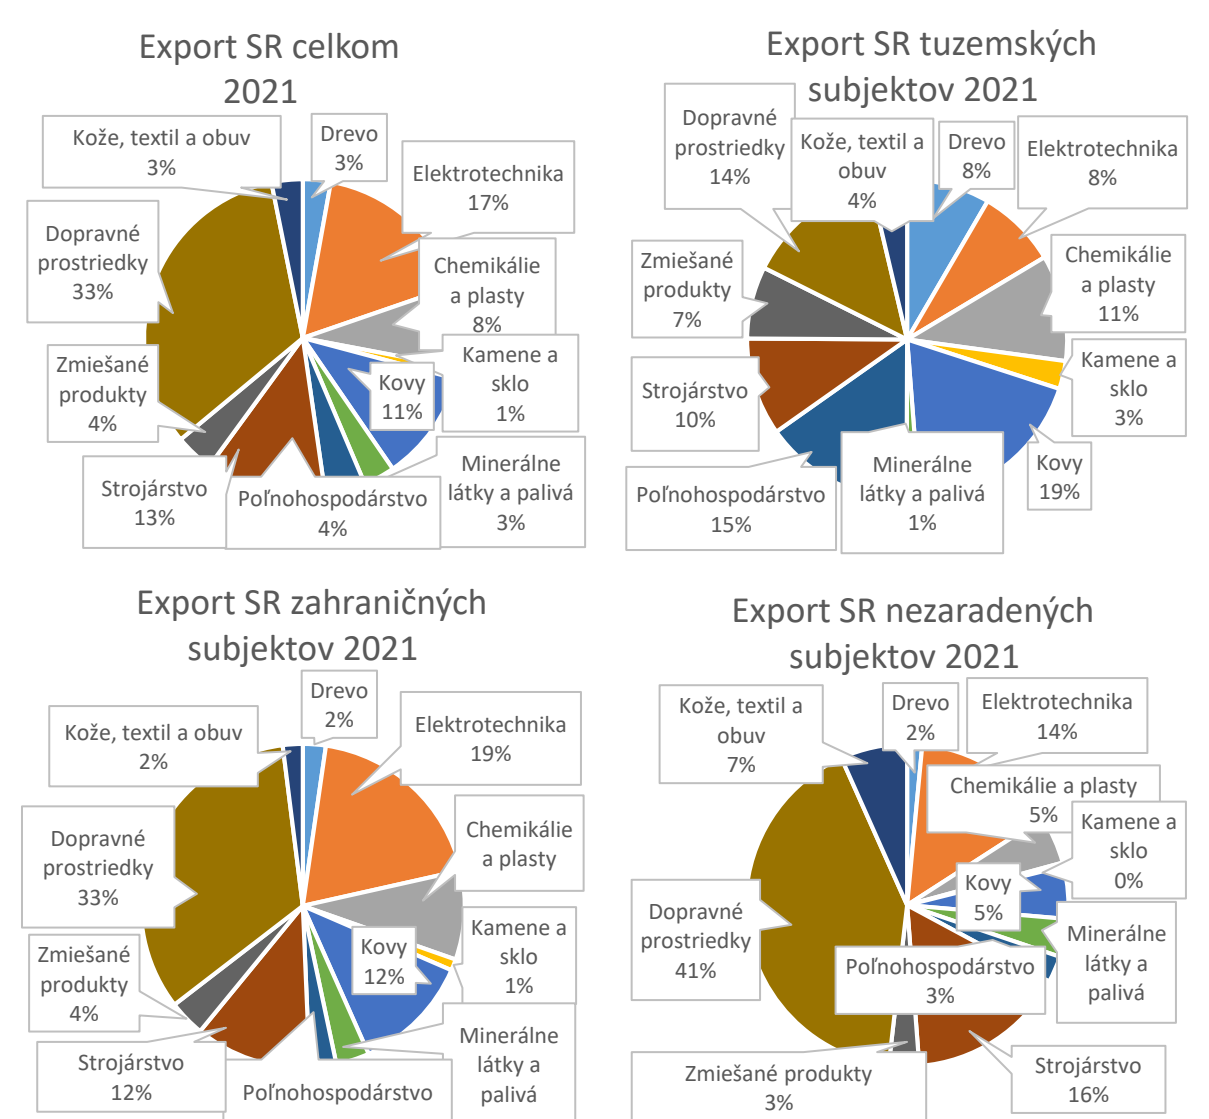 Export SR celkom
2021
Kože, textil a obuv
3%
Drevo
3%
Elektrotechnika
17%
Chemikálie
a plasty
8%
Kamene a
sklo
1%
Kovy
11%
Minerálne
látky a palivá
3%
Poľnohospodárstvo
4%
Strojárstvo
13%
Zmiešané
produkty
4%
Dopravné
prostriedky
33%
Export SR tuzemských
subjektov 2021
Dopravné
prostriedky
14%
Kože, textil a
obuv
4%
Drevo
8%
Elektrotechnika
8%
Chemikálie
a plasty
11%
Kamene a
sklo
3%
Kovy
19%
Minerálne
látky a palivá
1%
Poľnohospodárstvo
15%
Strojárstvo
10%
Zmiešané
produkty
7%
Export SR zahraničných
subjektov 2021
Kože, textil a obuv
2%
Drevo
2%
Elektrotechnika
19%
Chemikálie
a plasty
Kamene a
sklo
1%
Kovy
12%
Minerálne
látky a
palivá
Poľnohospodárstvo
Strojárstvo
12%
Zmiešané
produkty
4%
Dopravné
prostriedky
33%
Export SR nezaradených
subjektov 2021
Kože, textil a
obuv
7%
Drevo
2%
Elektrotechnika
14%
Chemikálie a plasty
5%
Kamene a
sklo
0%
Kovy
5%
Minerálne
látky a
palivá
Poľnohospodárstvo
3%
Strojárstvo
16%
Zmiešané produkty
3%
Dopravné
prostriedky
41%